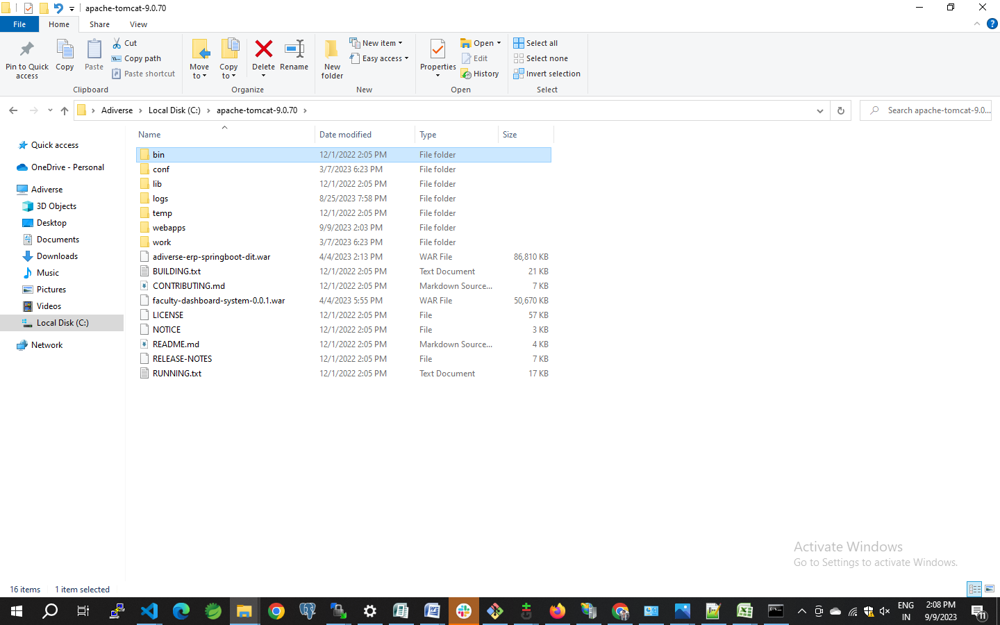 apache-tomcat-9.0.70
File Home Share View
Pin to Quick access
Copy
Paste
Cut
Copy path
Paste shortcut
Clipboard
Move to
Copy to
Delete
Rename
Organize
New folder
New item
Easy access
New
Properties
Open
Edit
History
Open
Select all
Select none
Invert selection
Select
Adiverse > Local Disk (C:) > apache-tomcat-9.0.70 >
Search apache-tomcat-9.0...
Quick access
OneDrive - Personal
Adiverse
3D Objects
Desktop
Documents
Downloads
Music
Pictures
Videos
Local Disk (C:)
Network
Name Date modified Type Size
bin 12/1/2022 2:05 PM File folder
conf 3/7/2023 6:23 PM File folder
lib 12/1/2022 2:05 PM File folder
logs 8/25/2023 7:58 PM File folder
temp 12/1/2022 2:05 PM File folder
webapps 9/9/2023 2:03 PM File folder
work 3/7/2023 6:23 PM File folder
adiverse-erp-springboot-dit.war 4/4/2023 2:13 PM WAR File 86,810 KB
BUILDING.txt 12/1/2022 2:05 PM Text Document 21 KB
CONTRIBUTING.md 12/1/2022 2:05 PM Markdown Source... 7 KB
faculty-dashboard-system-0.0.1.war 4/4/2023 5:55 PM WAR File 50,670 KB
LICENSE 12/1/2022 2:05 PM File 57 KB
NOTICE 12/1/2022 2:05 PM File 3 KB
README.md 12/1/2022 2:05 PM Markdown Source... 4 KB
RELEASE-NOTES 12/1/2022 2:05 PM File 7 KB
RUNNING.txt 12/1/2022 2:05 PM Text Document 17 KB
Activate Windows
Go to Settings to activate Windows.
16 items 1 item selected
ENG
IN
2:08 PM
9/9/2023
11